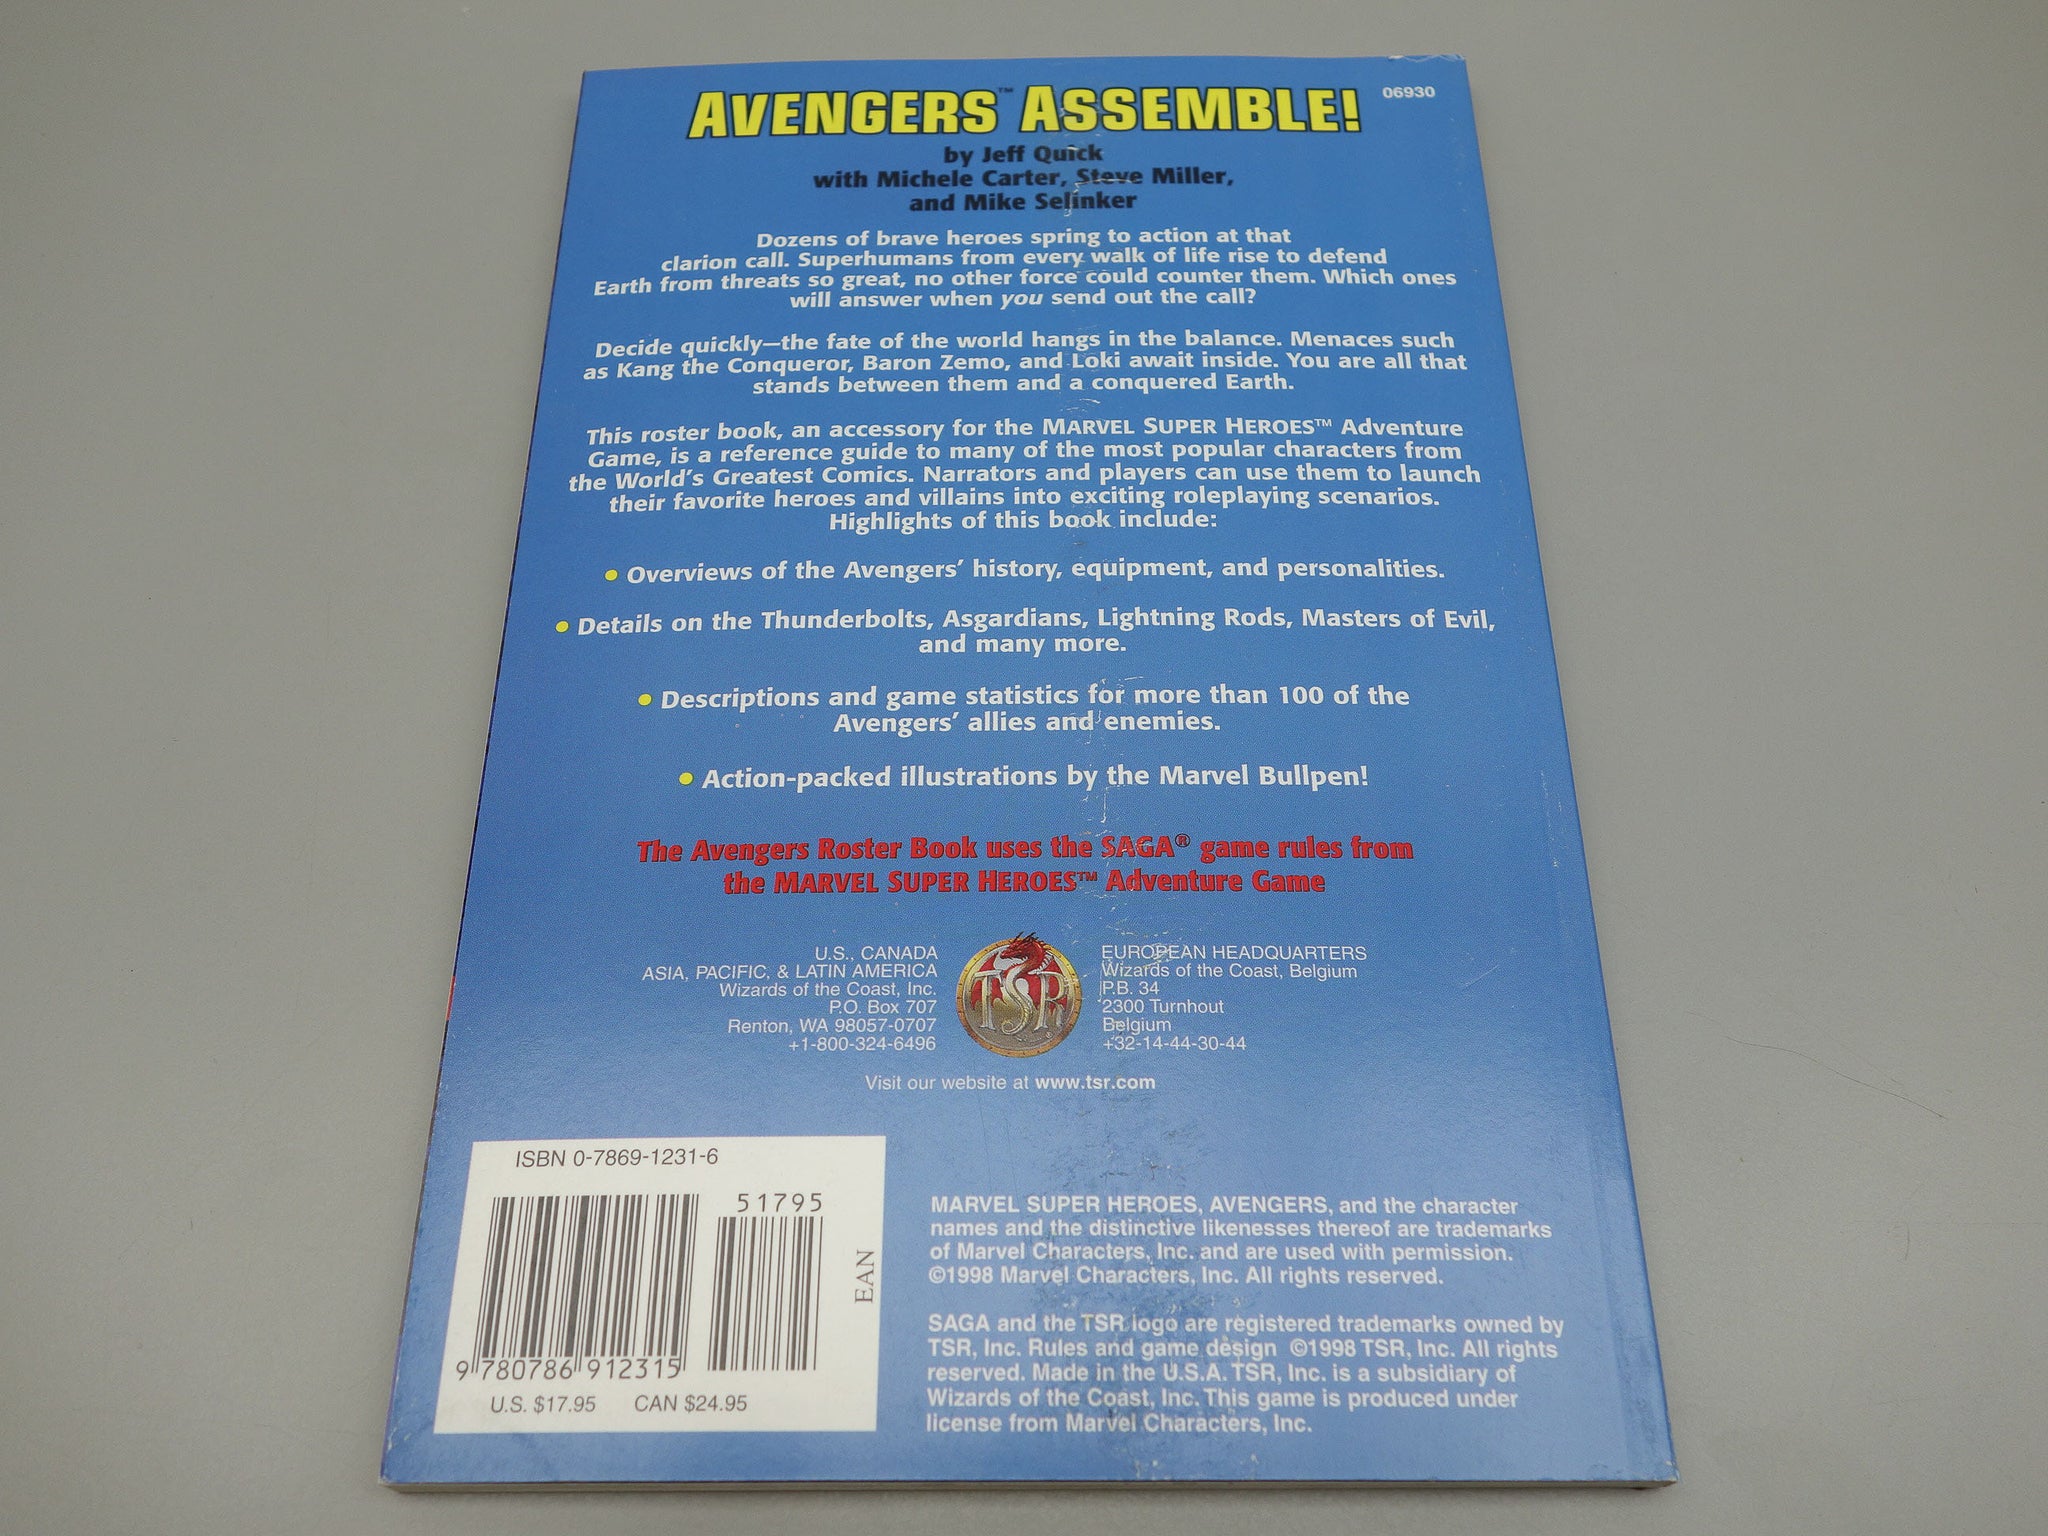 AVENGERS™ ASSEMBLE!
06930
by Jeff Quick
with Michele Carter, Steve Miller,
and Mike Selinker
Dozens of brave heroes spring to action at that
clarion call. Superhumans from every walk of life rise to defend
Earth from threats so great, no other force could counter them. Which ones
will answer when you send out the call?
Decide quickly—the fate of the world hangs in the balance. Menaces such
as Kang the Conqueror, Baron Zemo, and Loki await inside. You are all that
stands between them and a conquered Earth.
This roster book, an accessory for the MARVEL SUPER HEROES™ Adventure
Game, is a reference guide to many of the most popular characters from
the World's Greatest Comics. Narrators and players can use them to launch
their favorite heroes and villains into exciting roleplaying scenarios.
Highlights of this book include:
• Overviews of the Avengers' history, equipment, and personalities.
• Details on the Thunderbolts, Asgardians, Lightning Rods, Masters of Evil,
and many more.
• Descriptions and game statistics for more than 100 of the
Avengers' allies and enemies.
• Action-packed illustrations by the Marvel Bullpen!
The Avengers Roster Book uses the SAGA® game rules from
the MARVEL SUPER HEROES™ Adventure Game
U.S., CANADA
ASIA, PACIFIC, & LATIN AMERICA
Wizards of the Coast, Inc.
P.O. Box 707
Renton, WA 98057-0707
+1-800-324-6496
TSR
EUROPEAN HEADQUARTERS
Wizards of the Coast, Belgium
P.B. 34
2300 Turnhout
Belgium
+32-14-44-30-44
Visit our website at www.tsr.com
ISBN 0-7869-1231-6
51795
EAN
9 780786 912315
U.S. $17.95 CAN $24.95
MARVEL SUPER HEROES, AVENGERS, and the character
names and the distinctive likenesses thereof are trademarks
of Marvel Characters, Inc. and are used with permission.
©1998 Marvel Characters, Inc. All rights reserved.
SAGA and the TSR logo are registered trademarks owned by
TSR, Inc. Rules and game design ©1998 TSR, Inc. All rights
reserved. Made in the U.S.A. TSR, Inc. is a subsidiary of
Wizards of the Coast, Inc. This game is produced under
license from Marvel Characters, Inc.